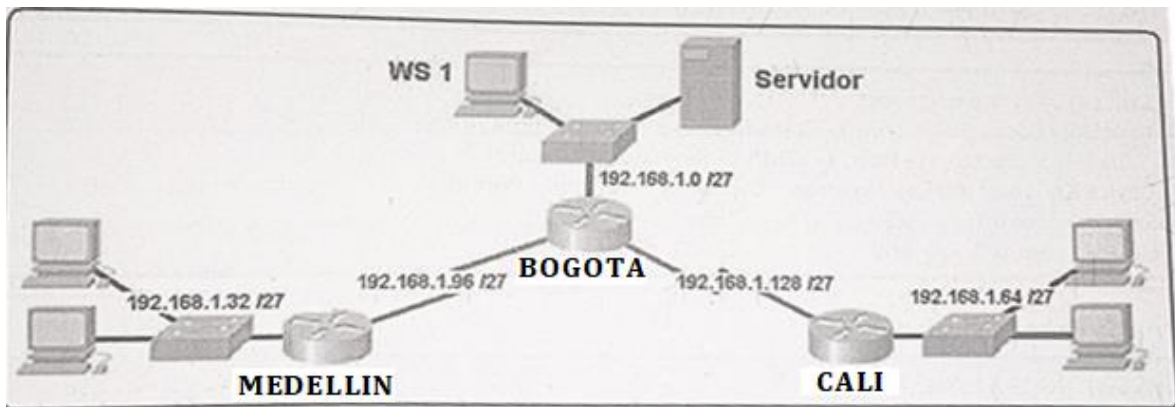 WS 1
Servidor
192.168.1.0 /27
BOGOTA
192.168.1.96 /27
192.168.1.128 /27
192.168.1.32 /27
192.168.1.64 /27
MEDELLIN
CALI